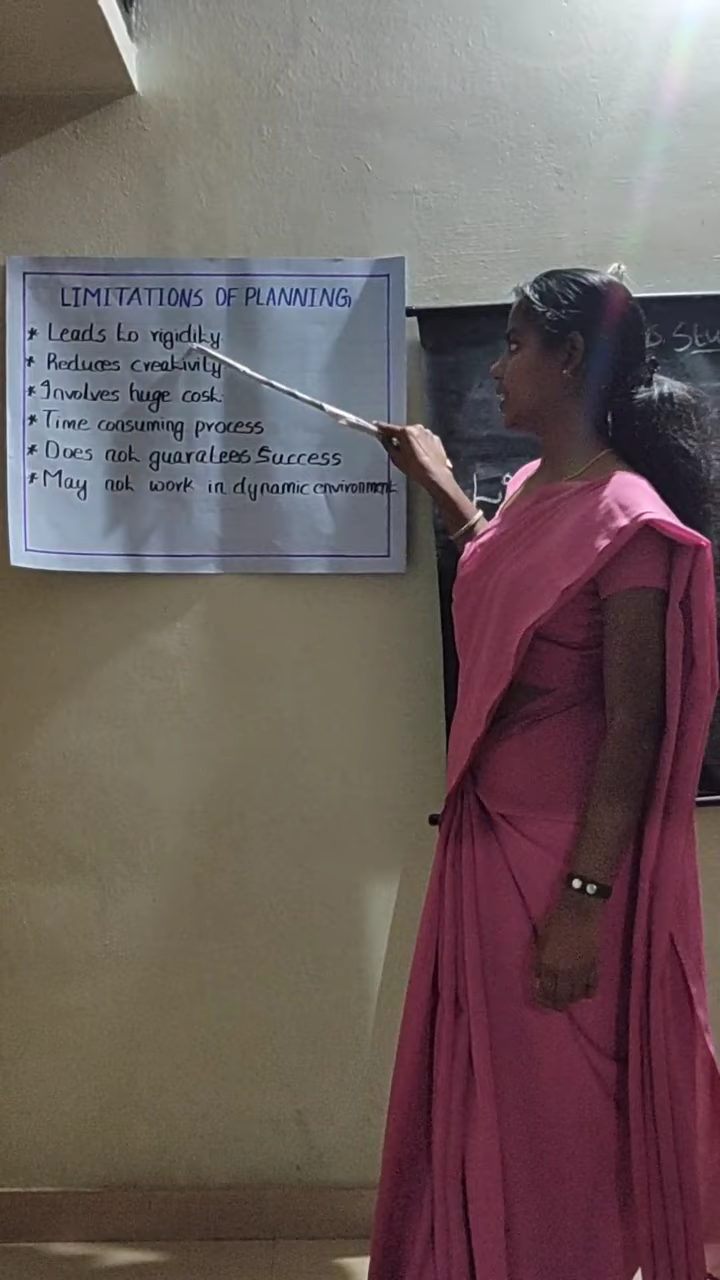 LIMITATIONS OF PLANNING
* Leads to rigidity.
* Reduces creativity
* Involves huge cost.
* Time consuming process
* Does not guaratees Success
* May not work in dynamic environment